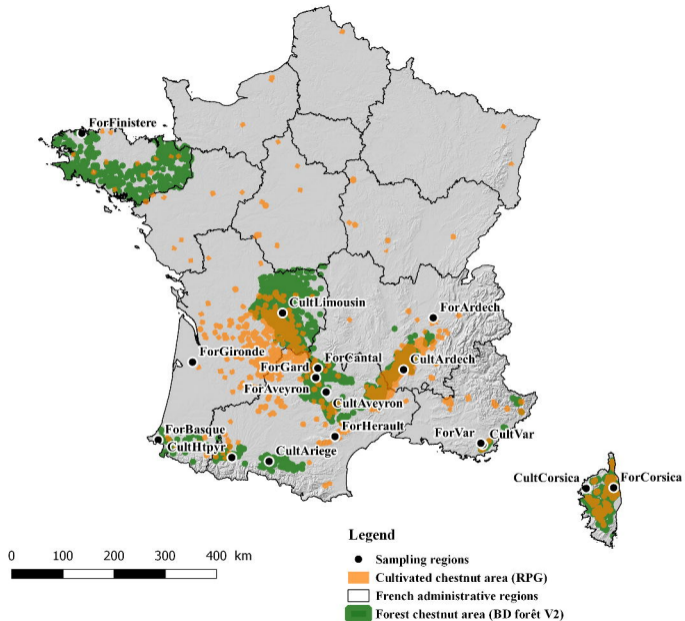 ForFinistere
CultLimousin
ForArdech
ForGironde
ForCantal
ForGard
CultArdech
ForAveyron
CultAveyron
ForBasque
ForHerault
ForVar
CultVar
CultHtpyr
CultAriege
CultCorsica
ForCorsica
Legend
0 100 200 300 400 km
Sampling regions
Cultivated chestnut area (RPG)
French administrative regions
Forest chestnut area (BD forêt V2)